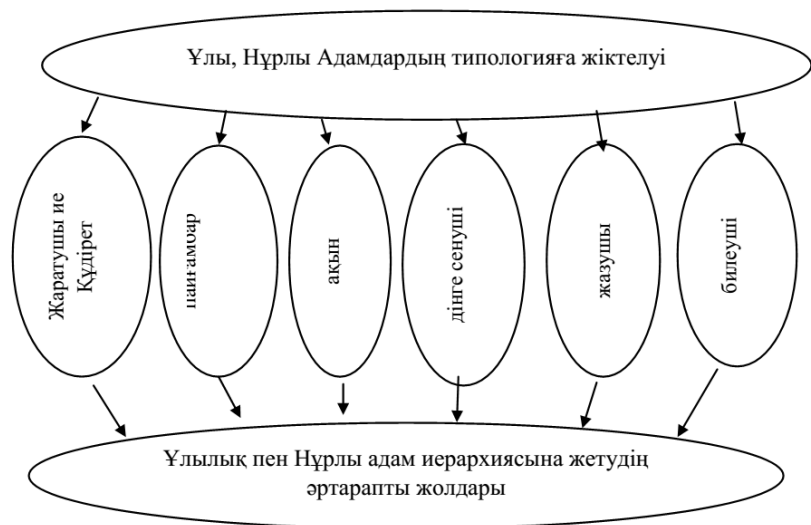 Ұлы, Нұрлы Адамдардың типологияға жіктелуі
Жаратушы ие
Құдірет
пайғамбар
ақын
дінге сенуші
жазушы
билеуші
Ұлылық пен Нұрлы адам иерархиясына жетудің
әртарапты жолдары